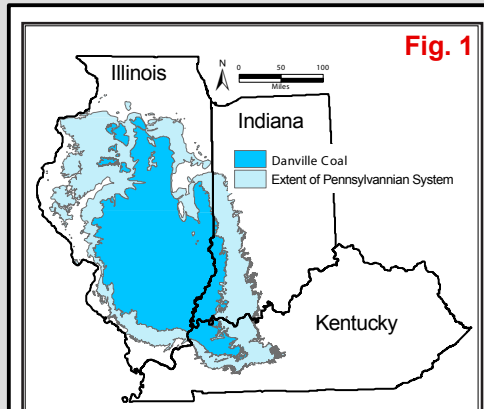 Fig. 1
N
0 50 100
Miles
Illinois
Indiana
Danville Coal
Extent of Pennsylvannian System
Kentucky